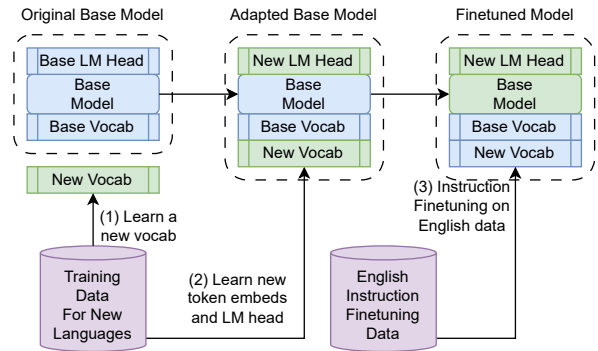 Original Base Model
Adapted Base Model
Finetuned Model
Base LM Head
Base
Model
Base Vocab
New LM Head
Base
Model
Base Vocab
New Vocab
New LM Head
Base
Model
Base Vocab
New Vocab
New Vocab
(1) Learn a
new vocab
(2) Learn new
token embeds
and LM head
(3) Instruction
Finetuning on
English data
Training
Data
For New
Languages
English
Instruction
Finetuning
Data